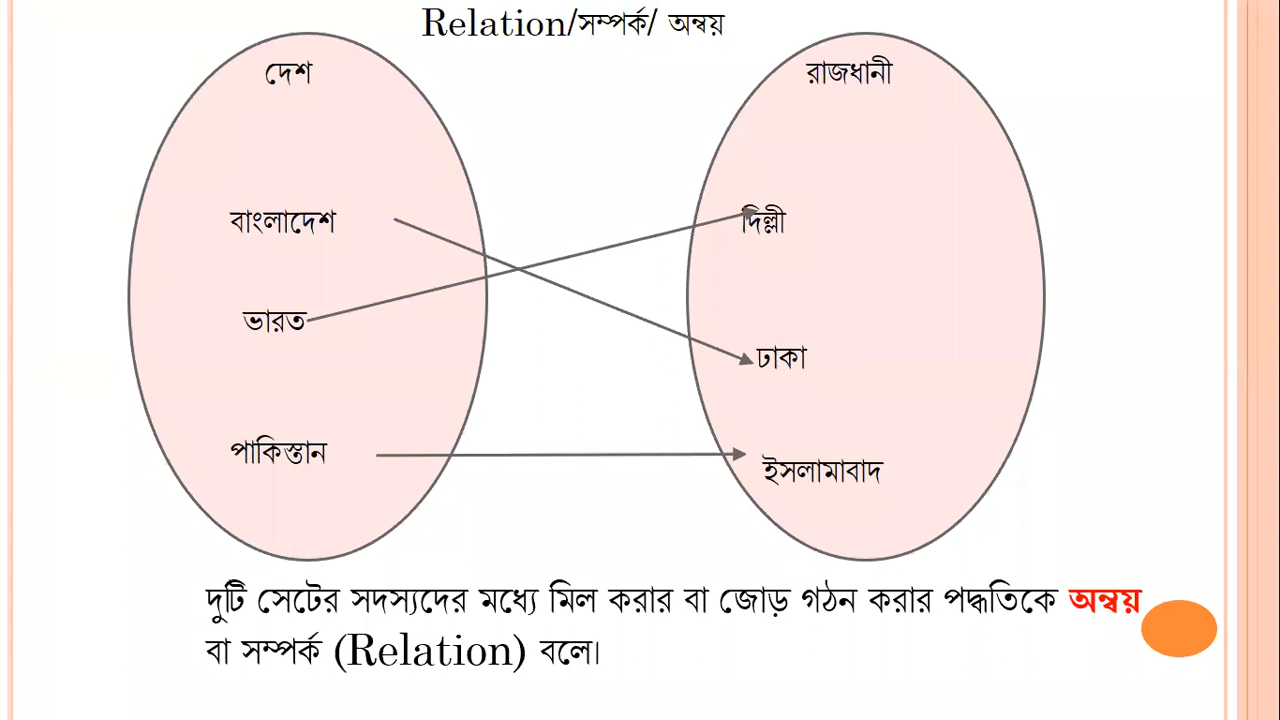 Relation/সম্পর্ক/ অন্বয়
দেশ
রাজধানী
বাংলাদেশ
দিল্লী
ভারত
ঢাকা
পাকিস্তান
ইসলামাবাদ
দুটি সেটের সদস্যদের মধ্যে মিল করার বা জোড় গঠন করার পদ্ধতিকে অন্বয়
বা সম্পর্ক (Relation) বলে।